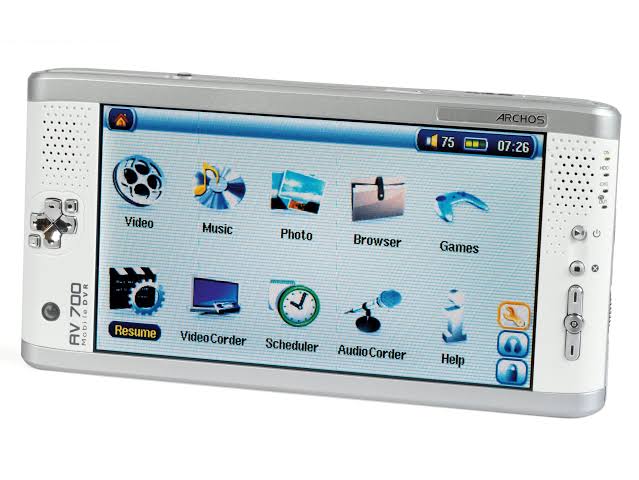 ARCHOS
75 07:26
Video Music Photo Browser Games
Resume VideoCorder Scheduler AudioCorder Help
AV 700
Mobile DVR